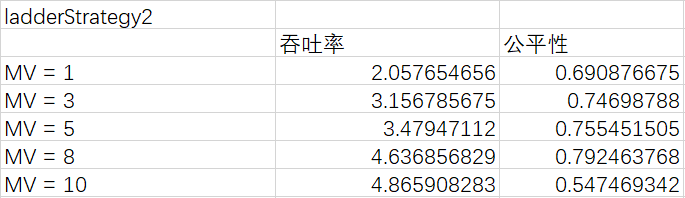 ladderStrategy2
吞吐率 公平性
MV = 1 2.057654656 0.690876675
MV = 3 3.156785675 0.74698788
MV = 5 3.47947112 0.755451505
MV = 8 4.636856829 0.792463768
MV = 10 4.865908283 0.547469342